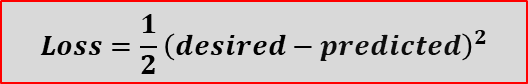 Loss = 1/2 (desired − predicted)²